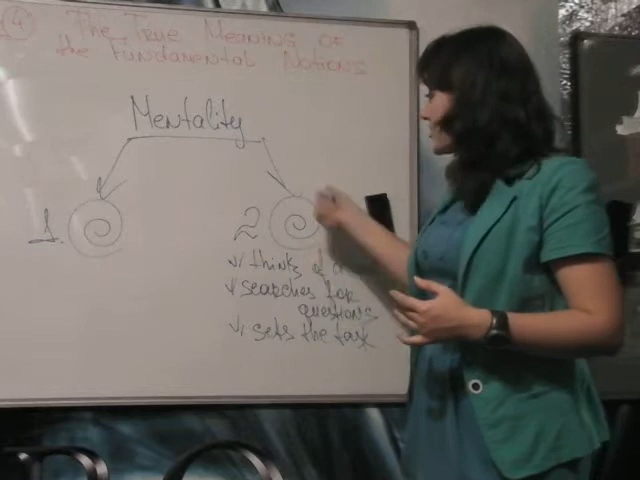 4 The True Meaning of
the Fundamental Notions
Mentality
1.
2
thinks of
searches for
questions
sets the task